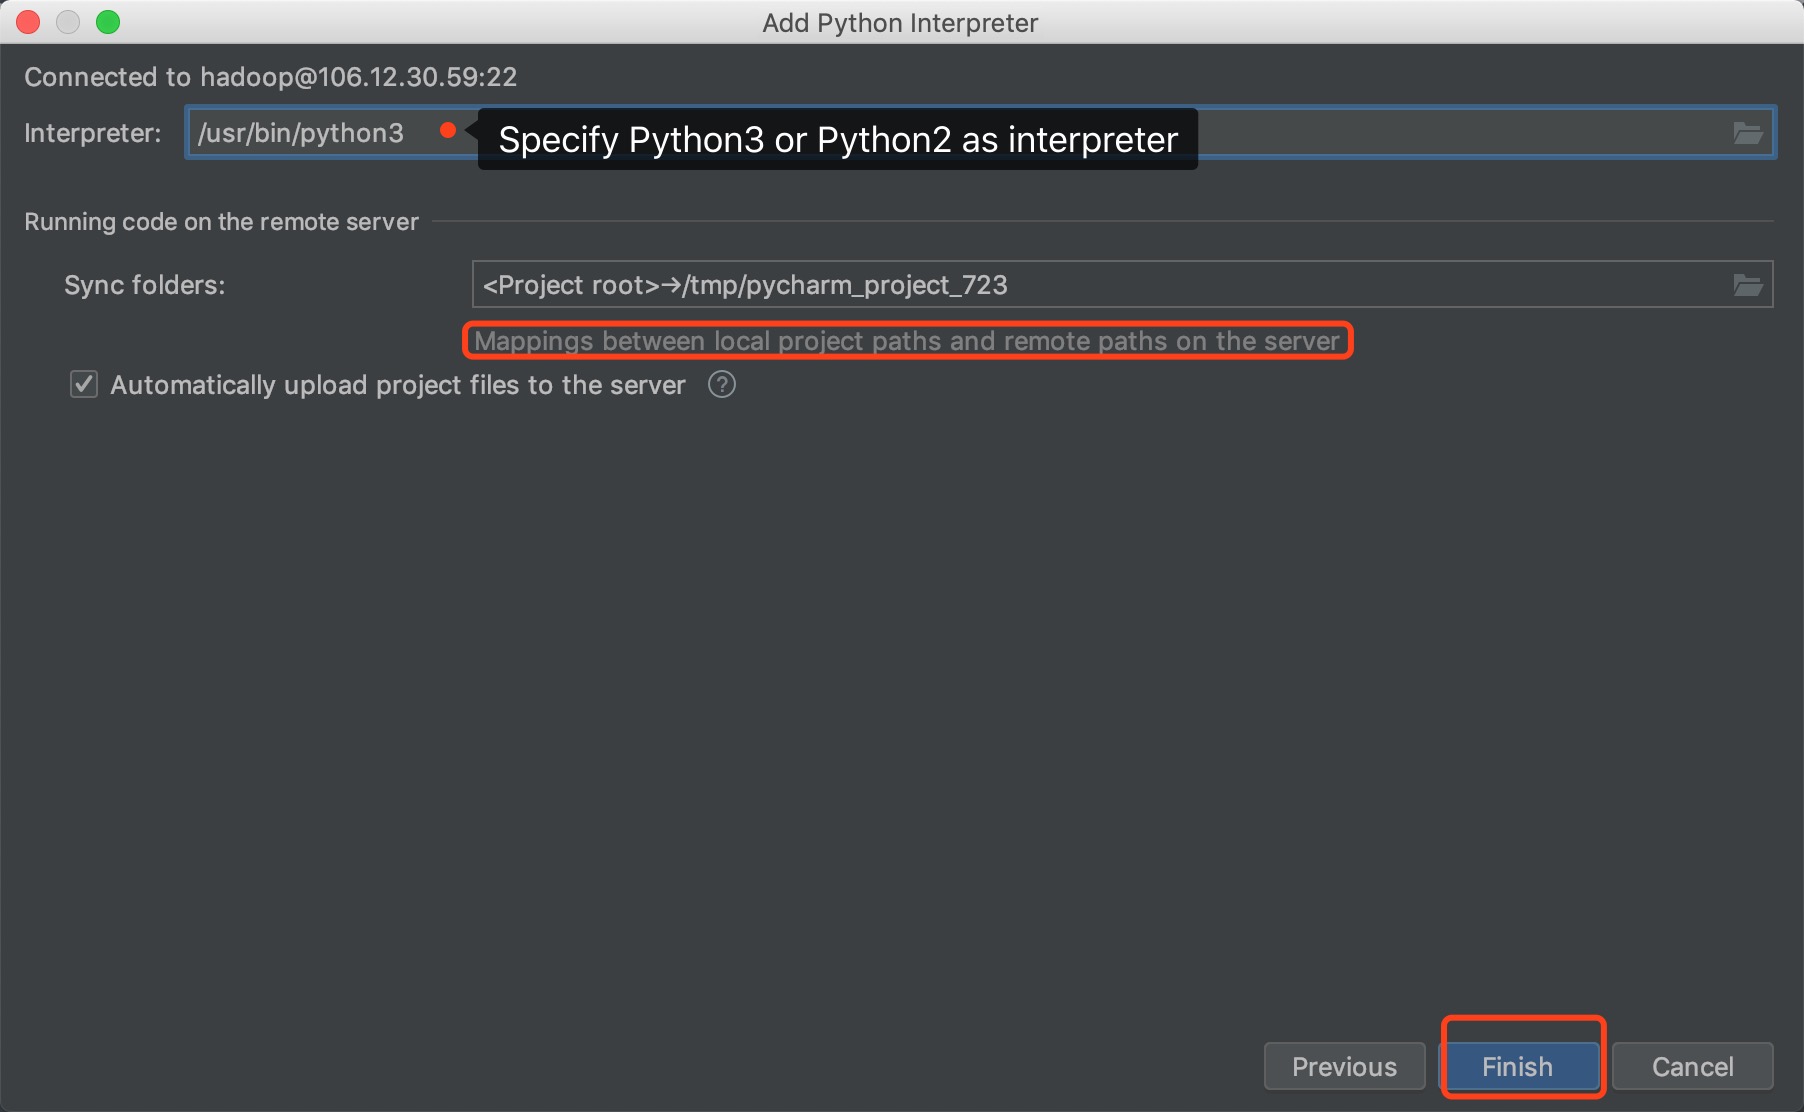 Add Python Interpreter
Connected to hadoop@106.12.30.59:22
Interpreter: /usr/bin/python3 Specify Python3 or Python2 as interpreter
Running code on the remote server
Sync folders: <Project root>→/tmp/pycharm_project_723
Mappings between local project paths and remote paths on the server
Automatically upload project files to the server ?
Previous Finish Cancel